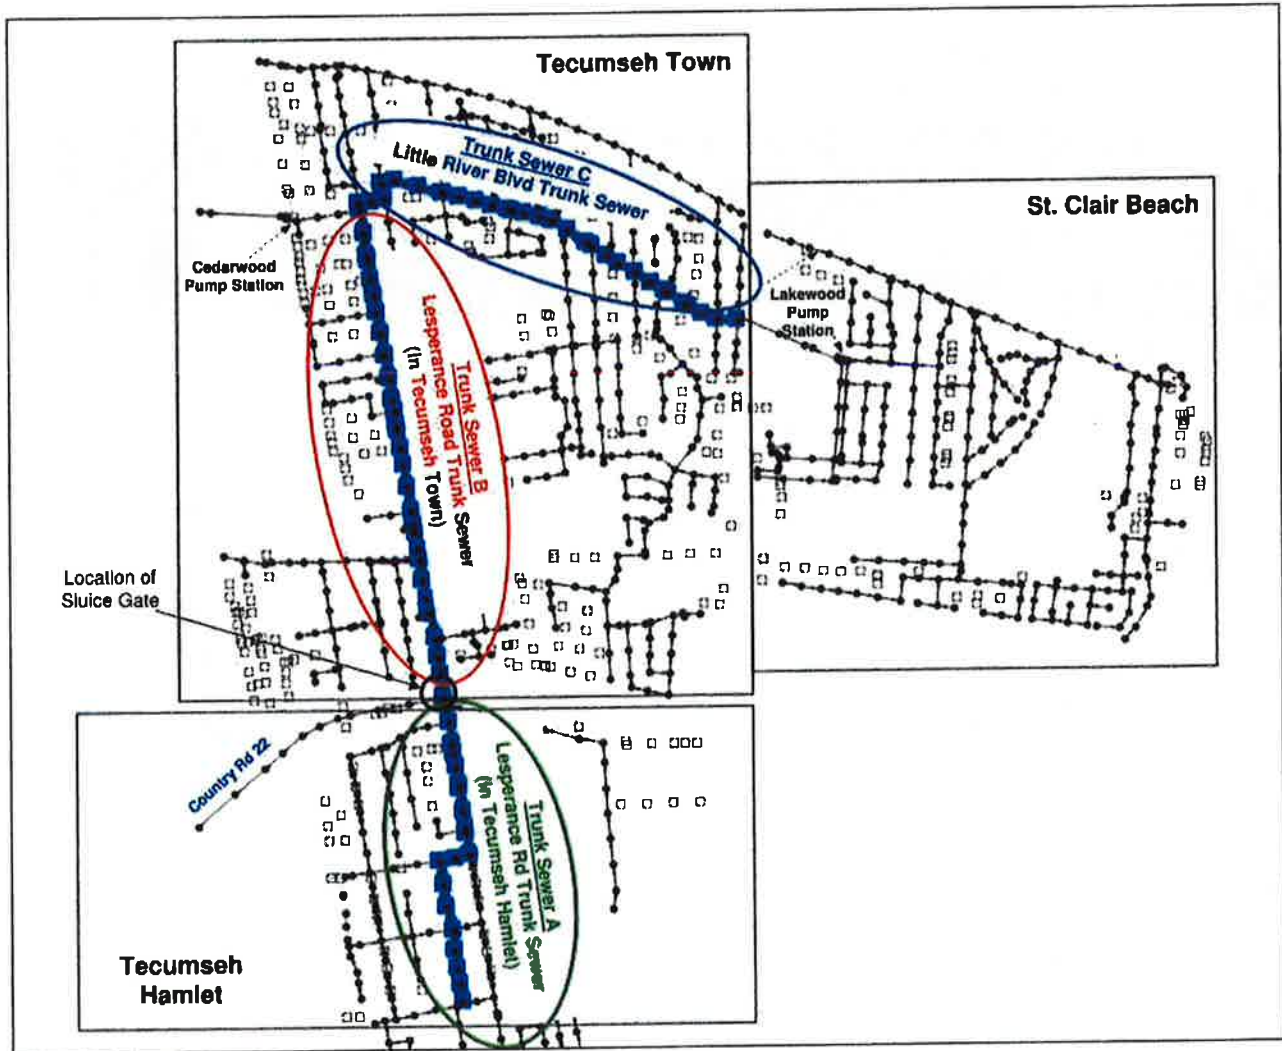 Tecumseh Town
Trunk Sewer C
Little River Blvd Trunk Sewer
St. Clair Beach
Cedarwood
Pump Station
Lakewood
Pump
Station
Trunk Sewer B
Lesperance Road Trunk Sewer
(In Tecumseh Town)
Location of
Sluice Gate
Country Rd 22
Trunk Sewer A
Lesperance Rd Trunk Sewer
(In Tecumseh Hamlet)
Tecumseh
Hamlet